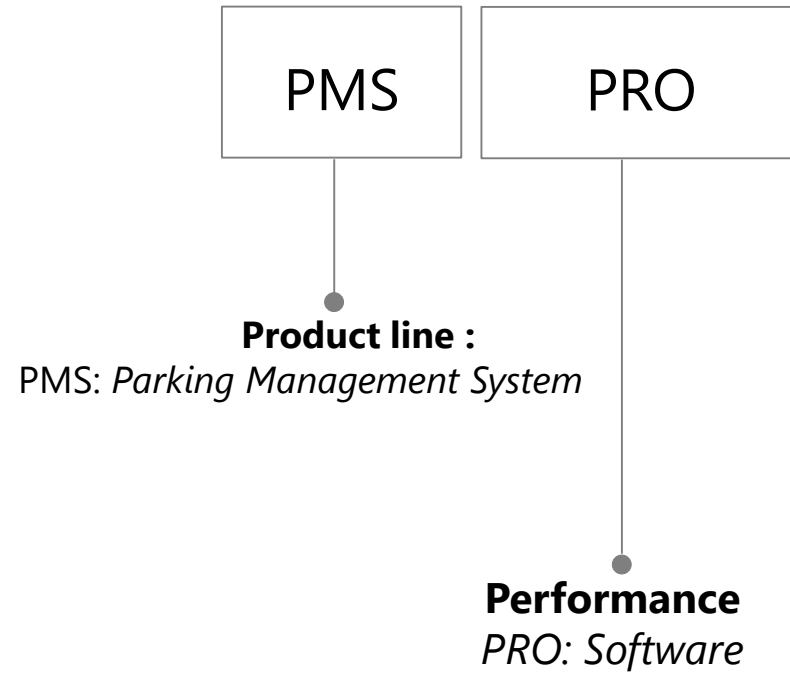 PMS
PRO
Product line :
PMS: Parking Management System
Performance
PRO: Software